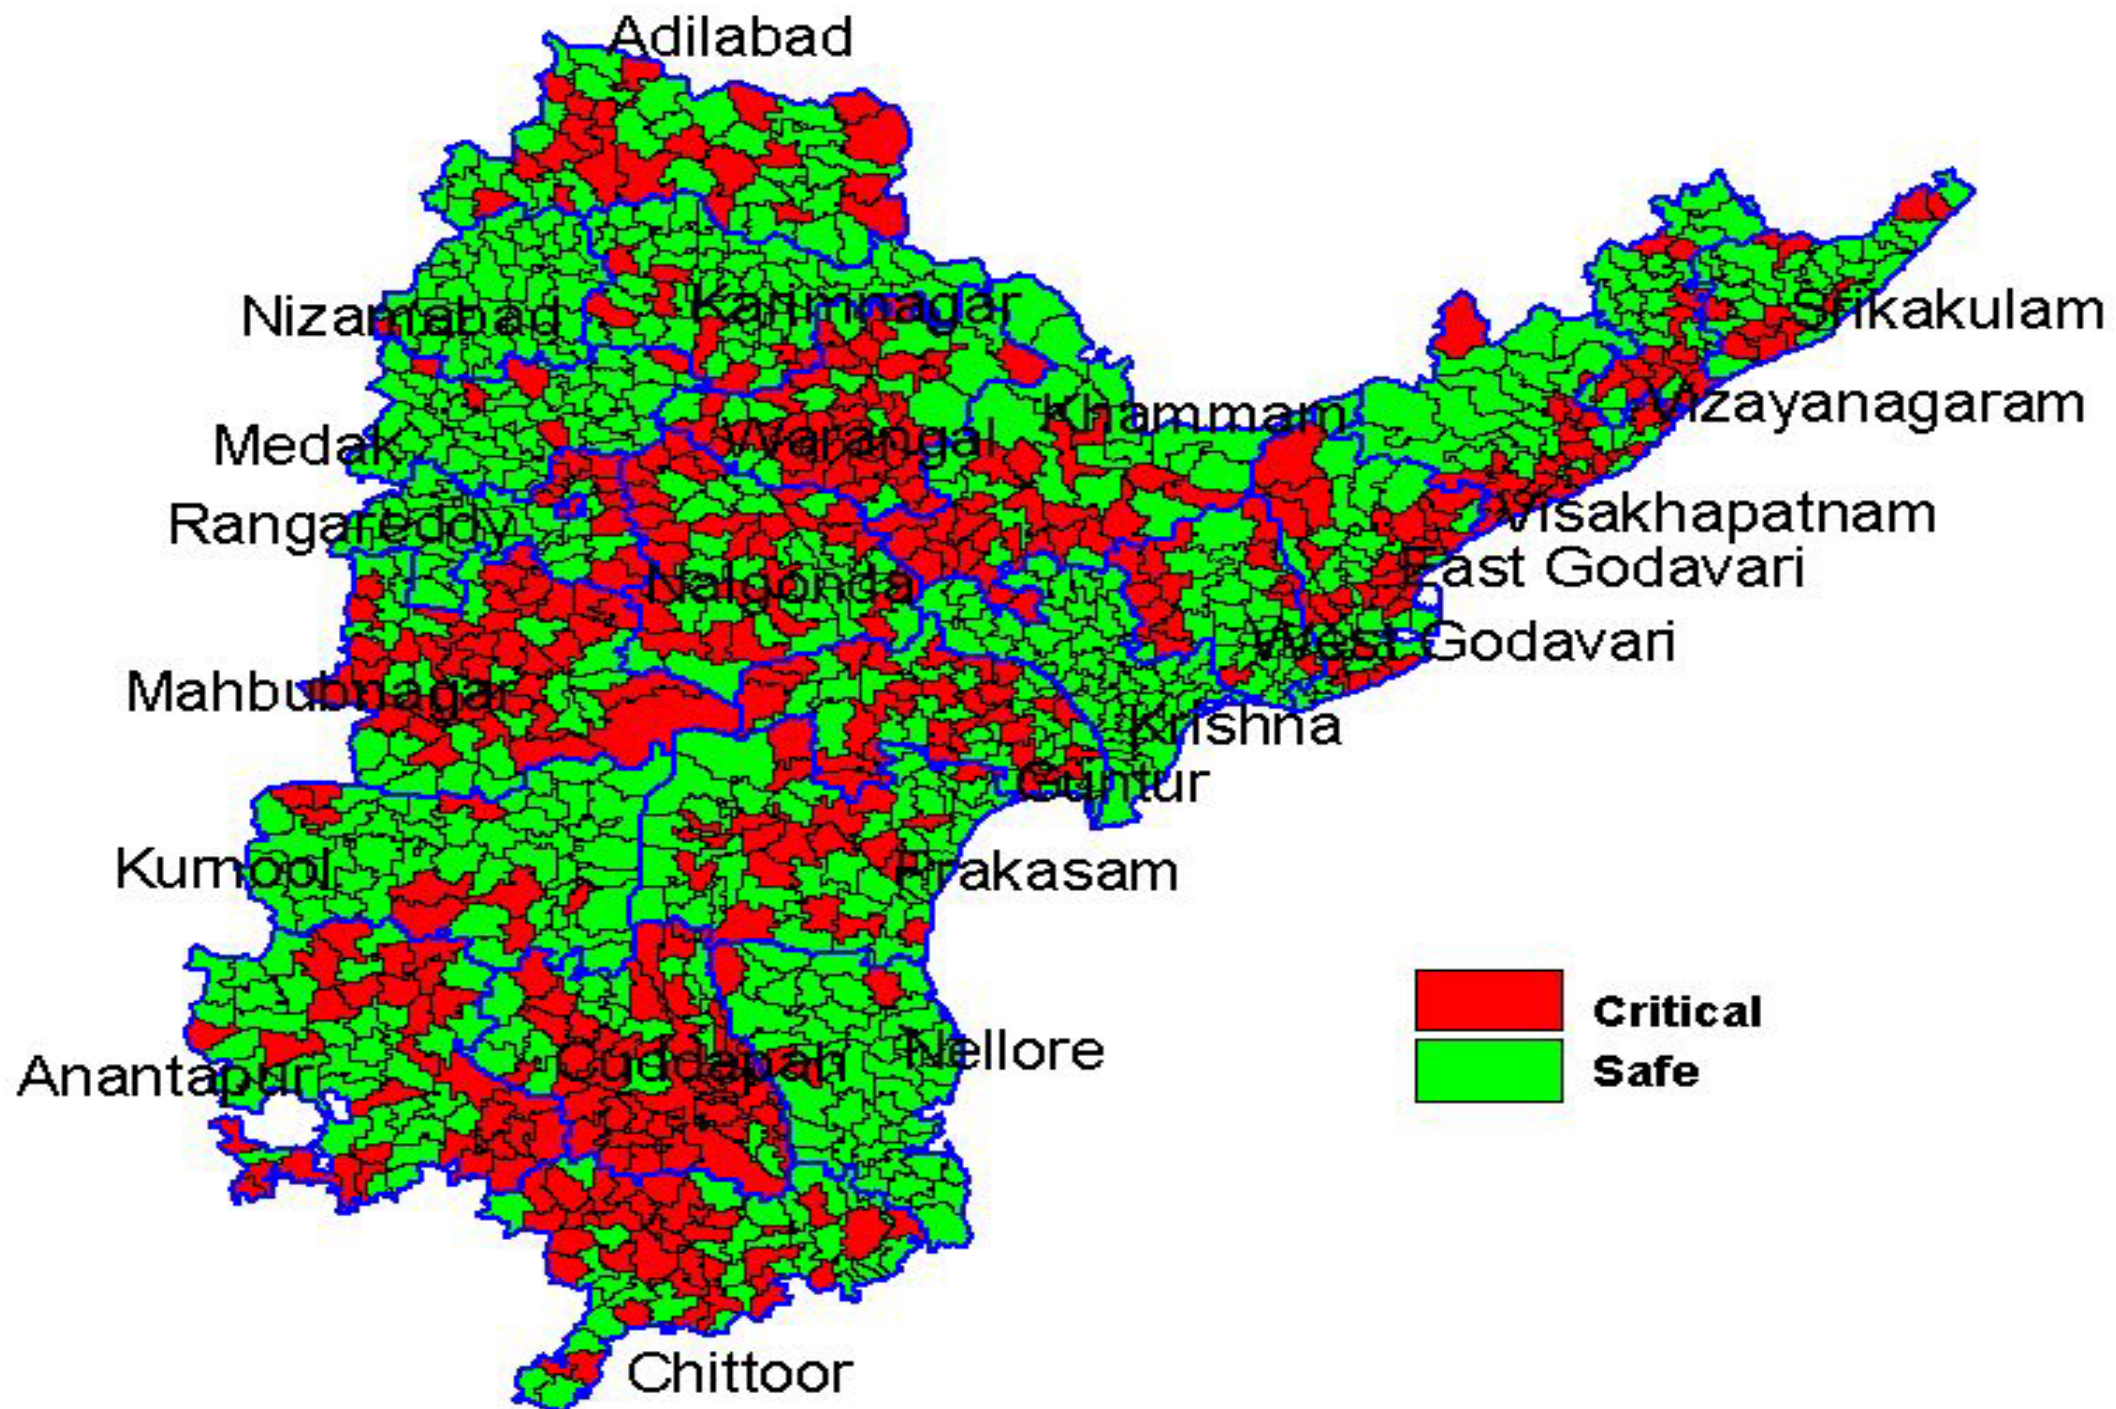 Adilabad
Nizamabad
Karimnagar
Srikakulam
Vizayanagaram
Khammam
Medak
Warangal
Rangareddy
Visakhapatnam
East Godavari
Nalgonda
West Godavari
Mahbubnagar
Krishna
Guntur
Kurnool
Prakasam
Critical
Safe
Anantapur
Cuddapah
Nellore
Chittoor